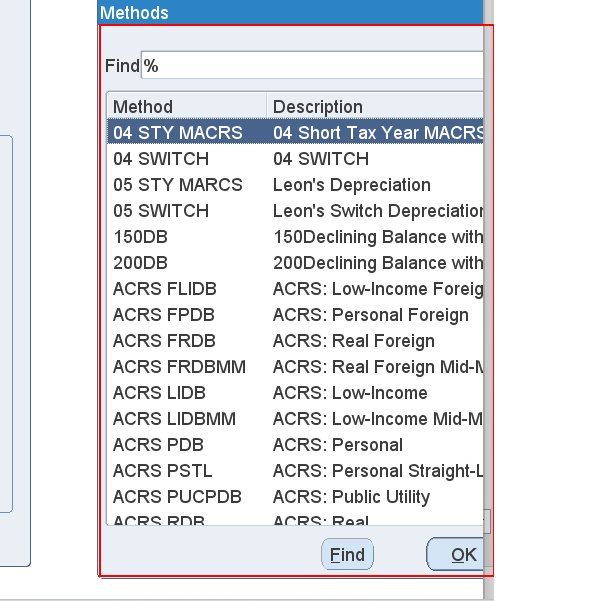 Methods
Find %
Method Description
04 STY MACRS 04 Short Tax Year MACRS
04 SWITCH 04 SWITCH
05 STY MARCS Leon's Depreciation
05 SWITCH Leon's Switch Depreciation
150DB 150Declining Balance with
200DB 200Declining Balance with
ACRS FLIDB ACRS: Low-Income Foreig
ACRS FPDB ACRS: Personal Foreign
ACRS FRDB ACRS: Real Foreign
ACRS FRDBMM ACRS: Real Foreign Mid-M
ACRS LIDB ACRS: Low-Income
ACRS LIDBMM ACRS: Low-Income Mid-M
ACRS PDB ACRS: Personal
ACRS PSTL ACRS: Personal Straight-L
ACRS PUCPDB ACRS: Public Utility
ACRS RDB ACRS: Real
Find OK